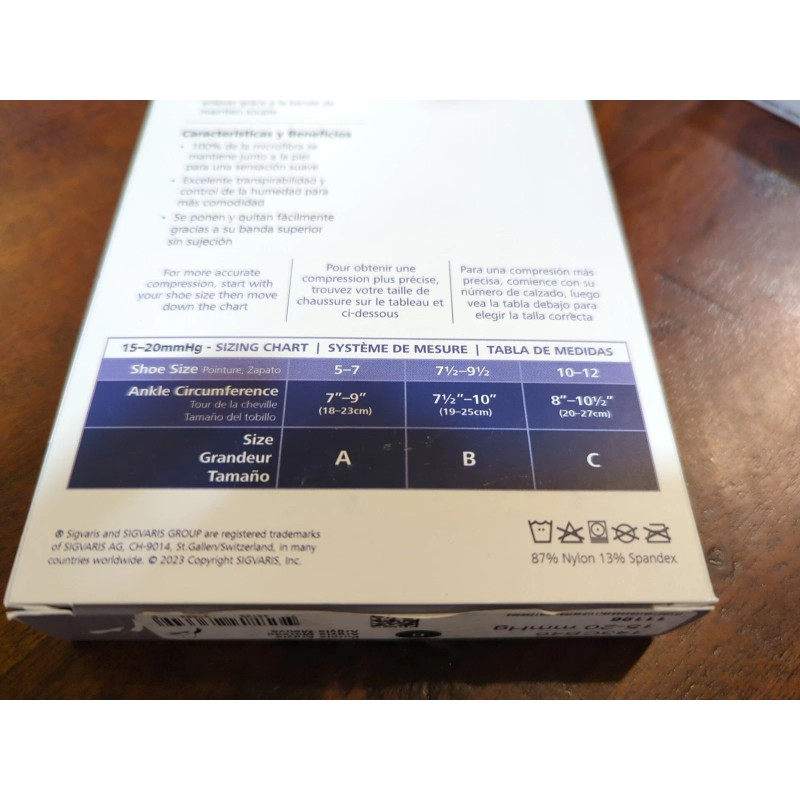 Características y Beneficios
• 100% de la microfibra se
mantiene junto a la piel
para una sensación suave
• Excelente transpirabilidad y
control de la humedad para
más comodidad
• Se ponen y quitan fácilmente
gracias a su banda superior
sin sujeción
For more accurate
compression, start with
your shoe size then move
down the chart
Pour obtenir une
compression plus précise,
trouvez votre taille de
chaussure sur le tableau et
ci-dessous
Para una compresión más
precisa, comience con su
número de calzado, luego
vea la tabla debajo para
elegir la talla correcta
15–20mmHg - SIZING CHART | SYSTÈME DE MESURE | TABLA DE MEDIDAS
Shoe Size Pointure, Zapato 5–7 7½–9½ 10–12
Ankle Circumference
Tour de la cheville
Tamaño del tobillo
7”–9”
(18–23cm)
7½”–10”
(19–25cm)
8”–10½”
(20–27cm)
Size
Grandeur
Tamaño
A B C
® Sigvaris and SIGVARIS GROUP are registered trademarks
of SIGVARIS AG, CH-9014, St.Gallen/Switzerland, in many
countries worldwide. © 2023 Copyright SIGVARIS, Inc.
87% Nylon 13% Spandex
15-20 mmHg